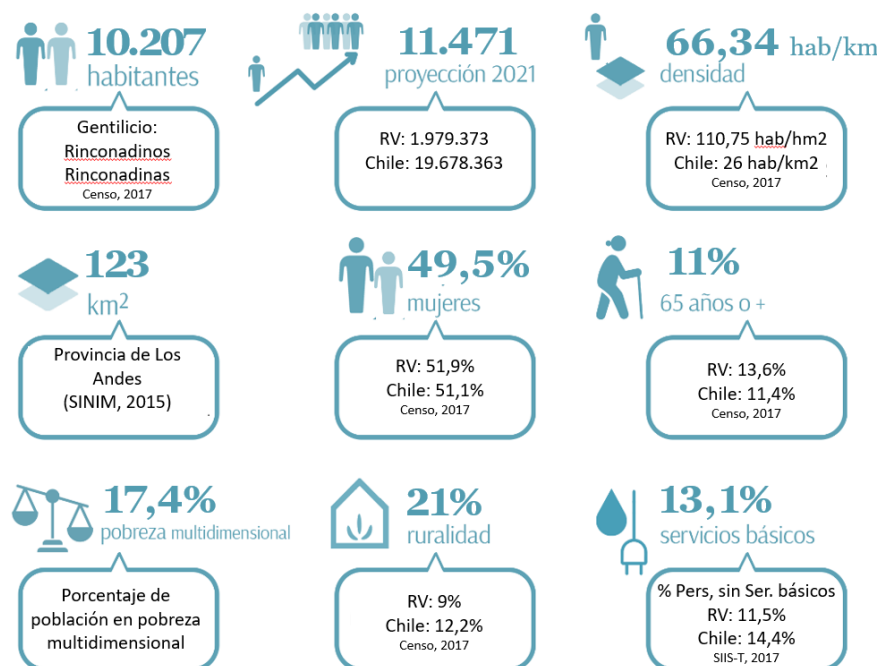 10.207
habitantes
Gentilicio:
Rinconadinos
Rinconadinas
Censo, 2017
11.471
proyección 2021
RV: 1.979.373
Chile: 19.678.363
66,34 hab/km
densidad
RV: 110,75 hab/hm2
Chile: 26 hab/km2
Censo, 2017
123
km2
Provincia de Los
Andes
(SINIM, 2015)
49,5%
mujeres
RV: 51,9%
Chile: 51,1%
Censo, 2017
11%
65 años o +
RV: 13,6%
Chile: 11,4%
Censo, 2017
17,4%
pobreza multidimensional
Porcentaje de
población en pobreza
multidimensional
21%
ruralidad
RV: 9%
Chile: 12,2%
Censo, 2017
13,1%
servicios básicos
% Pers, sin Ser. básicos
RV: 11,5%
Chile: 14,4%
SIIS-T, 2017